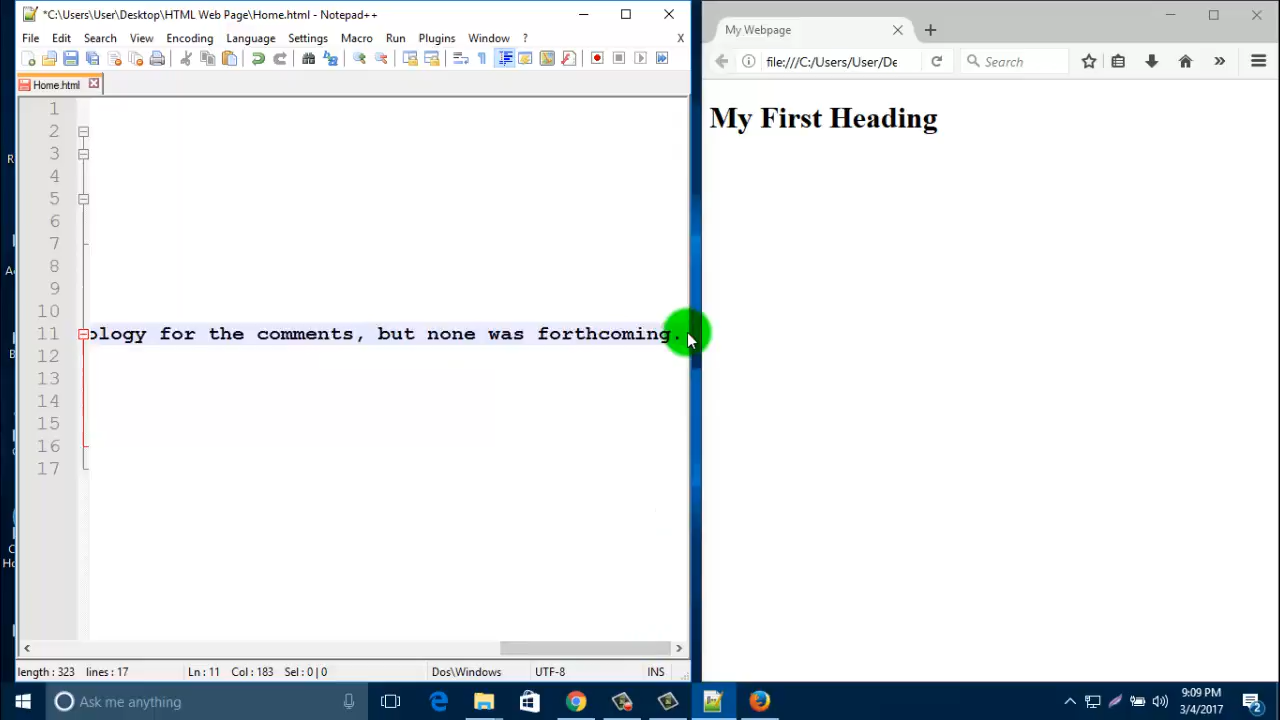 *C:\Users\User\Desktop\HTML Web Page\Home.html - Notepad++
File Edit Search View Encoding Language Settings Macro Run Plugins Window ? X
Home.html
1
2
3
4
5
6
7
8
9
10
11 ology for the comments, but none was forthcoming.
12
13
14
15
16
17
length : 323 lines : 17 Ln : 11 Col : 183 Sel : 0 | 0 Dos\Windows UTF-8 INS
My Webpage
file:///C:/Users/User/De
Search
My First Heading
Ask me anything
9:09 PM
3/4/2017
2